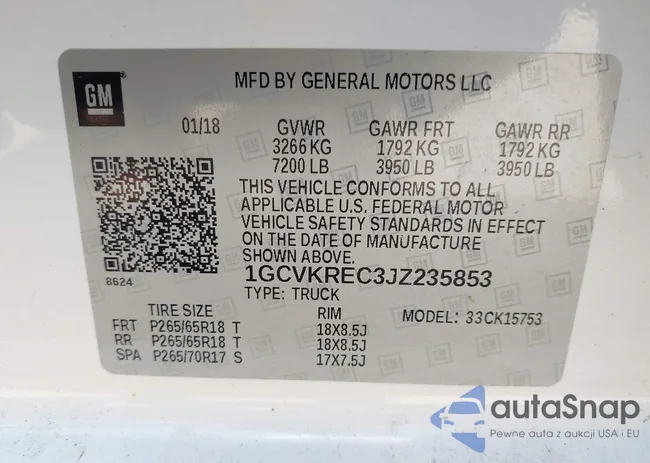 GM
MFD BY GENERAL MOTORS LLC
01/18 GVWR GAWR FRT GAWR RR
3266 KG 1792 KG 1792 KG
7200 LB 3950 LB 3950 LB
THIS VEHICLE CONFORMS TO ALL
APPLICABLE U.S. FEDERAL MOTOR
VEHICLE SAFETY STANDARDS IN EFFECT
ON THE DATE OF MANUFACTURE
SHOWN ABOVE.
8624
1GCVKREC3JZ235853
TYPE: TRUCK
TIRE SIZE RIM MODEL: 33CK15753
FRT P265/65R18 T 18X8.5J
RR P265/65R18 T 18X8.5J
SPA P265/70R17 S 17X7.5J
autaSnap
Pewne auta z aukcji USA i EU